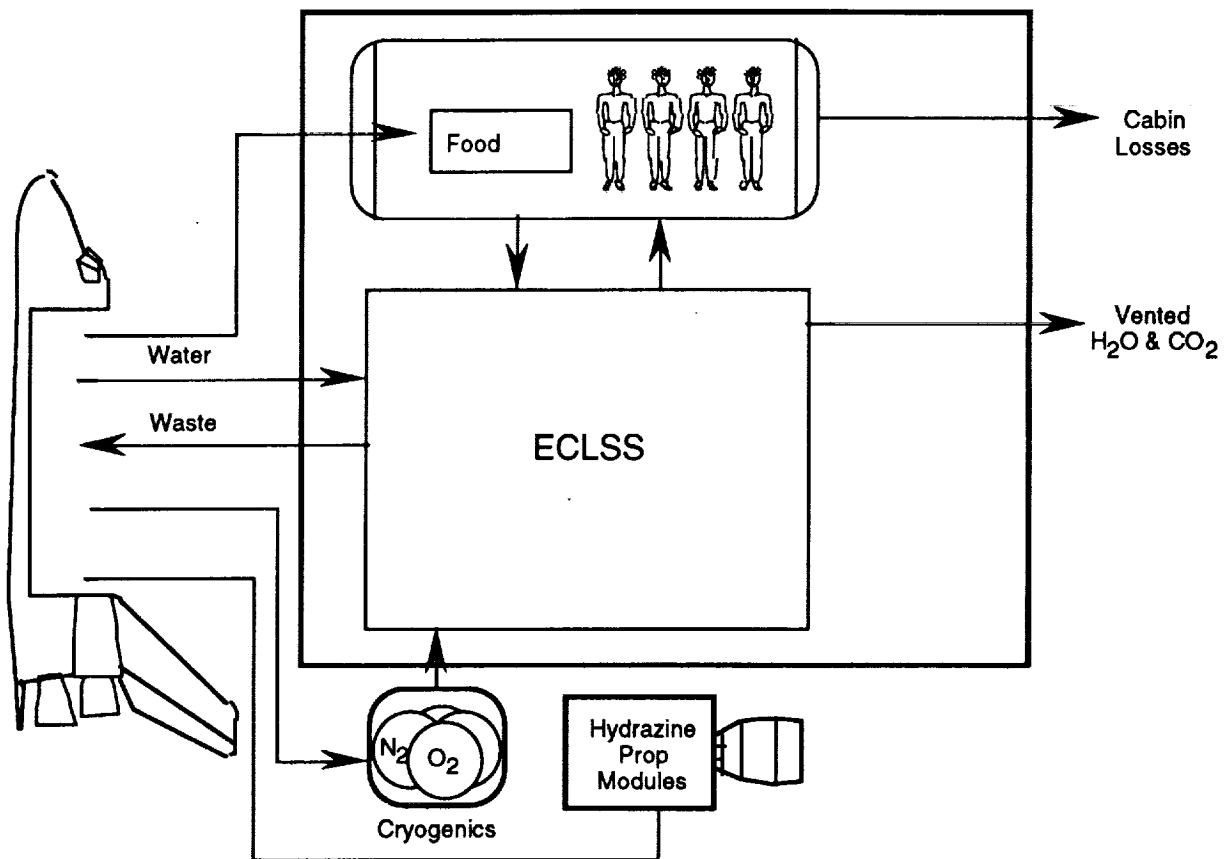 Food
Cabin
Losses
Vented
H₂O & CO₂
Water
Waste
ECLSS
N₂
O₂
Cryogenics
Hydrazine
Prop
Modules